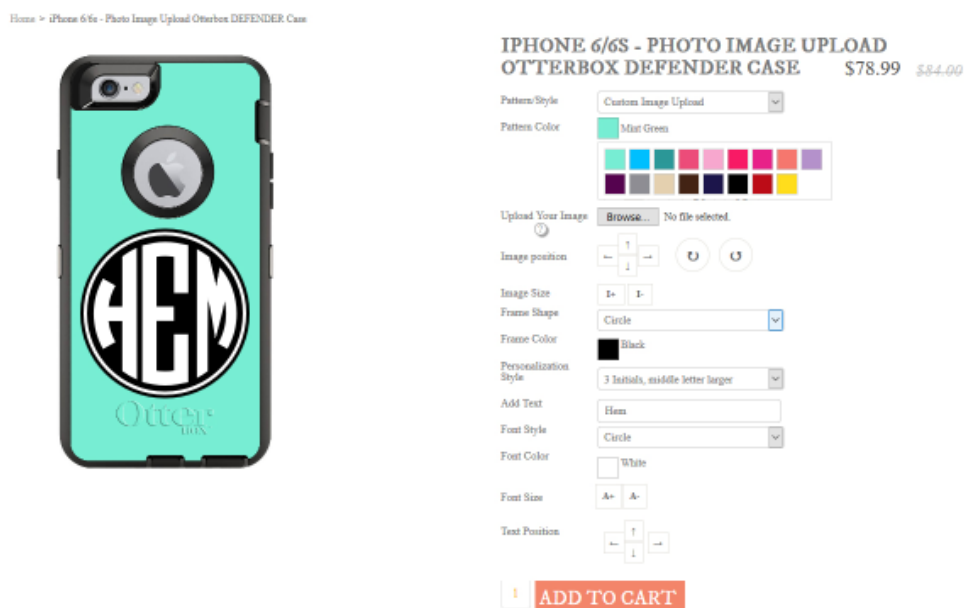 Home > iPhone 6/6s - Photo Image Upload Otterbox DEFENDER Case
IPHONE 6/6S - PHOTO IMAGE UPLOAD
OTTERBOX DEFENDER CASE $78.99 $84.00
Pattern/Style Custom Image Upload
Pattern Color Mint Green
Upload Your Image Browse... No file selected.
?
Image position ← ↑ ↓ → ↻ ↺
Image Size I+ I-
Frame Shape Circle
Frame Color Black
Personalization
Style 3 Initials, middle letter larger
Add Text Hem
Font Style Circle
Font Color White
Font Size A+ A-
Text Position ← ↑ ↓ →
1 ADD TO CART
HEM
Otter
BOX